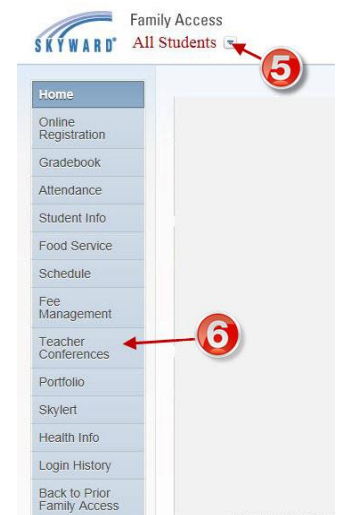 Family Access
SKYWARD®
All Students
5
Home
Online
Registration
Gradebook
Attendance
Student Info
Food Service
Schedule
Fee
Management
Teacher
Conferences
6
Portfolio
Skylert
Health Info
Login History
Back to Prior
Family Access